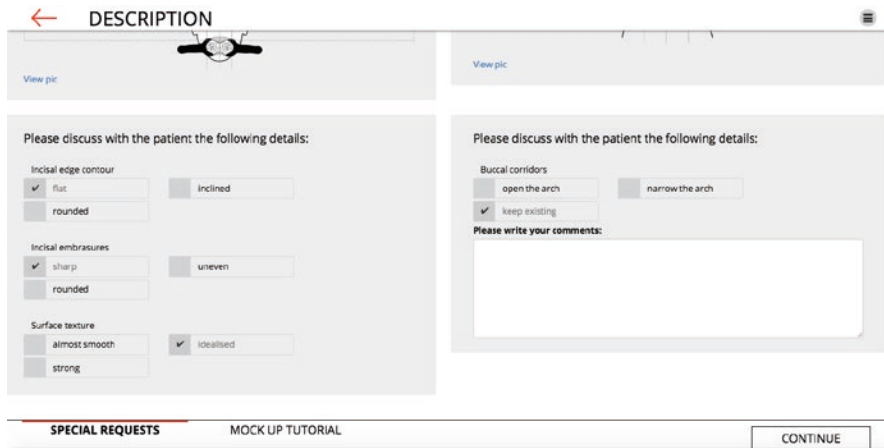 DESCRIPTION
View pic
View pic
Please discuss with the patient the following details:
Incisal edge contour
flat inclined
rounded
Incisal embrasures
sharp uneven
rounded
Surface texture
almost smooth idealised
strong
Please discuss with the patient the following details:
Buccal corridors
open the arch narrow the arch
keep existing
Please write your comments:
SPECIAL REQUESTS MOCK UP TUTORIAL CONTINUE